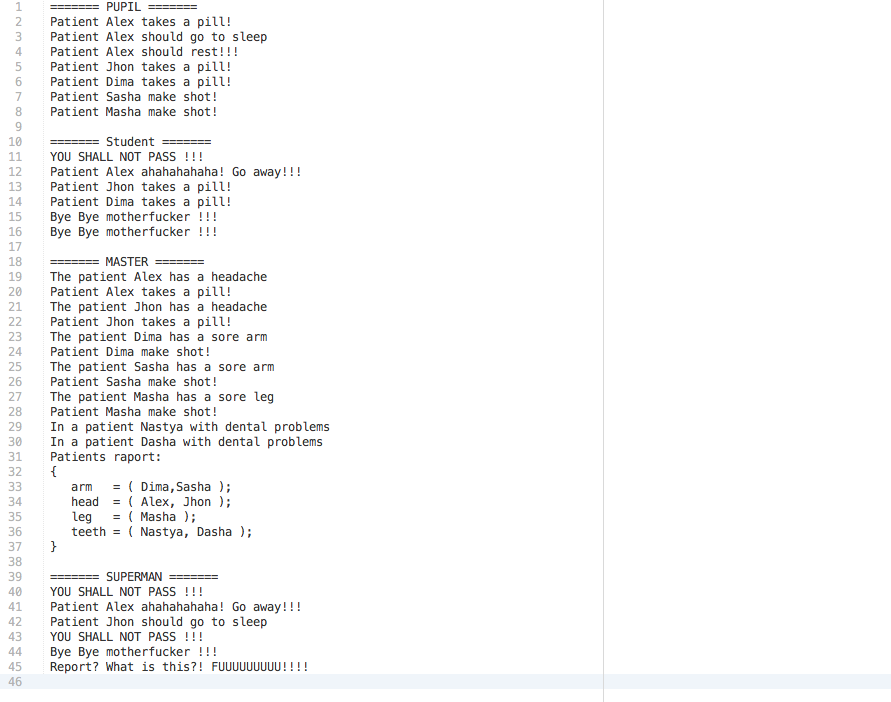 1 ======= PUPIL =======
2 Patient Alex takes a pill!
3 Patient Alex should go to sleep
4 Patient Alex should rest!!!
5 Patient Jhon takes a pill!
6 Patient Dima takes a pill!
7 Patient Sasha make shot!
8 Patient Masha make shot!
9
10 ======= Student =======
11 YOU SHALL NOT PASS !!!
12 Patient Alex ahahahahaha! Go away!!!
13 Patient Jhon takes a pill!
14 Patient Dima takes a pill!
15 Bye Bye motherfucker !!!
16 Bye Bye motherfucker !!!
17
18 ======= MASTER =======
19 The patient Alex has a headache
20 Patient Alex takes a pill!
21 The patient Jhon has a headache
22 Patient Jhon takes a pill!
23 The patient Dima has a sore arm
24 Patient Dima make shot!
25 The patient Sasha has a sore arm
26 Patient Sasha make shot!
27 The patient Masha has a sore leg
28 Patient Masha make shot!
29 In a patient Nastya with dental problems
30 In a patient Dasha with dental problems
31 Patients raport:
32 {
33    arm   = ( Dima,Sasha );
34    head  = ( Alex, Jhon );
35    leg   = ( Masha );
36    teeth = ( Nastya, Dasha );
37 }
38
39 ======= SUPERMAN =======
40 YOU SHALL NOT PASS !!!
41 Patient Alex ahahahahaha! Go away!!!
42 Patient Jhon should go to sleep
43 YOU SHALL NOT PASS !!!
44 Bye Bye motherfucker !!!
45 Report? What is this?! FUUUUUUUUU!!!!
46